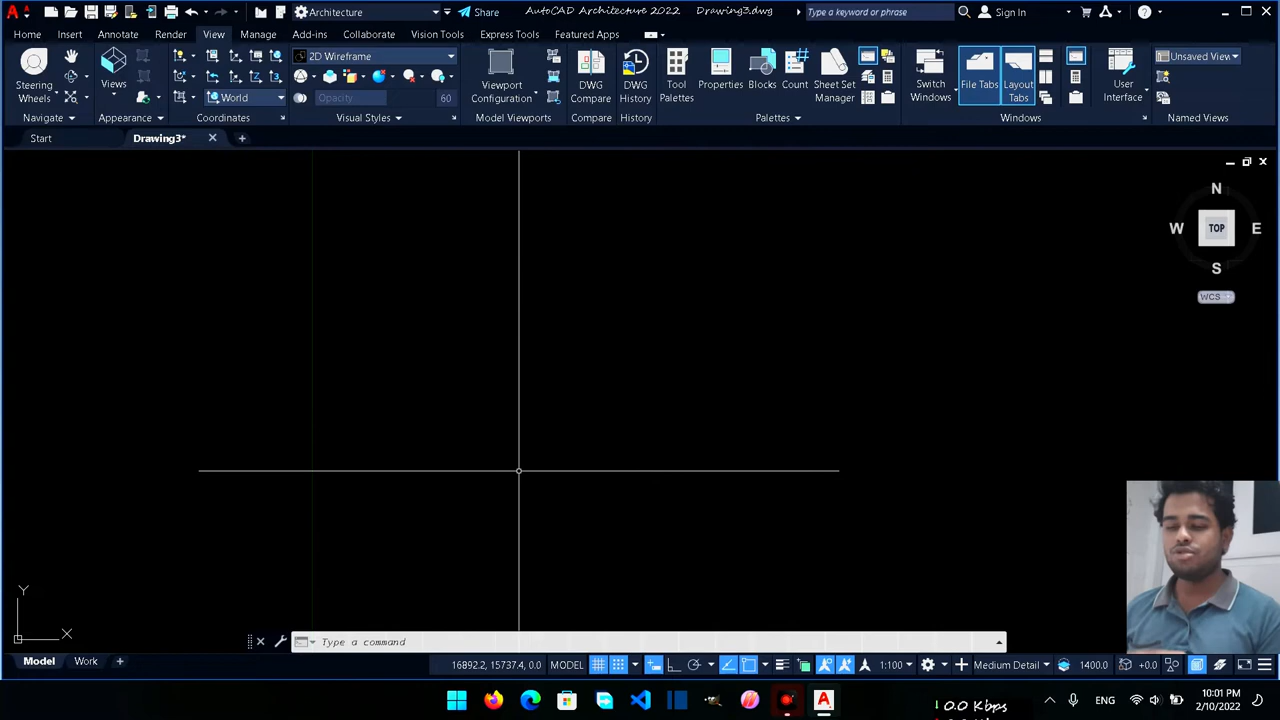 Architecture
Share
AutoCAD Architecture 2022
Drawing3.dwg
Type a keyword or phrase
Sign In
Home
Insert
Annotate
Render
View
Manage
Add-ins
Collaborate
Vision Tools
Express Tools
Featured Apps
Steering
Wheels
Navigate
Views
Appearance
World
Coordinates
2D Wireframe
Opacity
60
Visual Styles
Viewport
Configuration
Model Viewports
DWG
Compare
Compare
DWG
History
History
Tool
Palettes
Properties
Blocks
Count
Sheet Set
Manager
Palettes
Switch
Windows
File Tabs
Layout
Tabs
User
Interface
Windows
Unsaved View
Named Views
Start
Drawing3*
N
W
TOP
E
S
WCS
Y
X
Type a command
Model
Work
16892.2, 15737.4, 0.0
MODEL
1:100
Medium Detail
1400.0
+0.0
0.0 Kbps
ENG
10:01 PM
2/10/2022